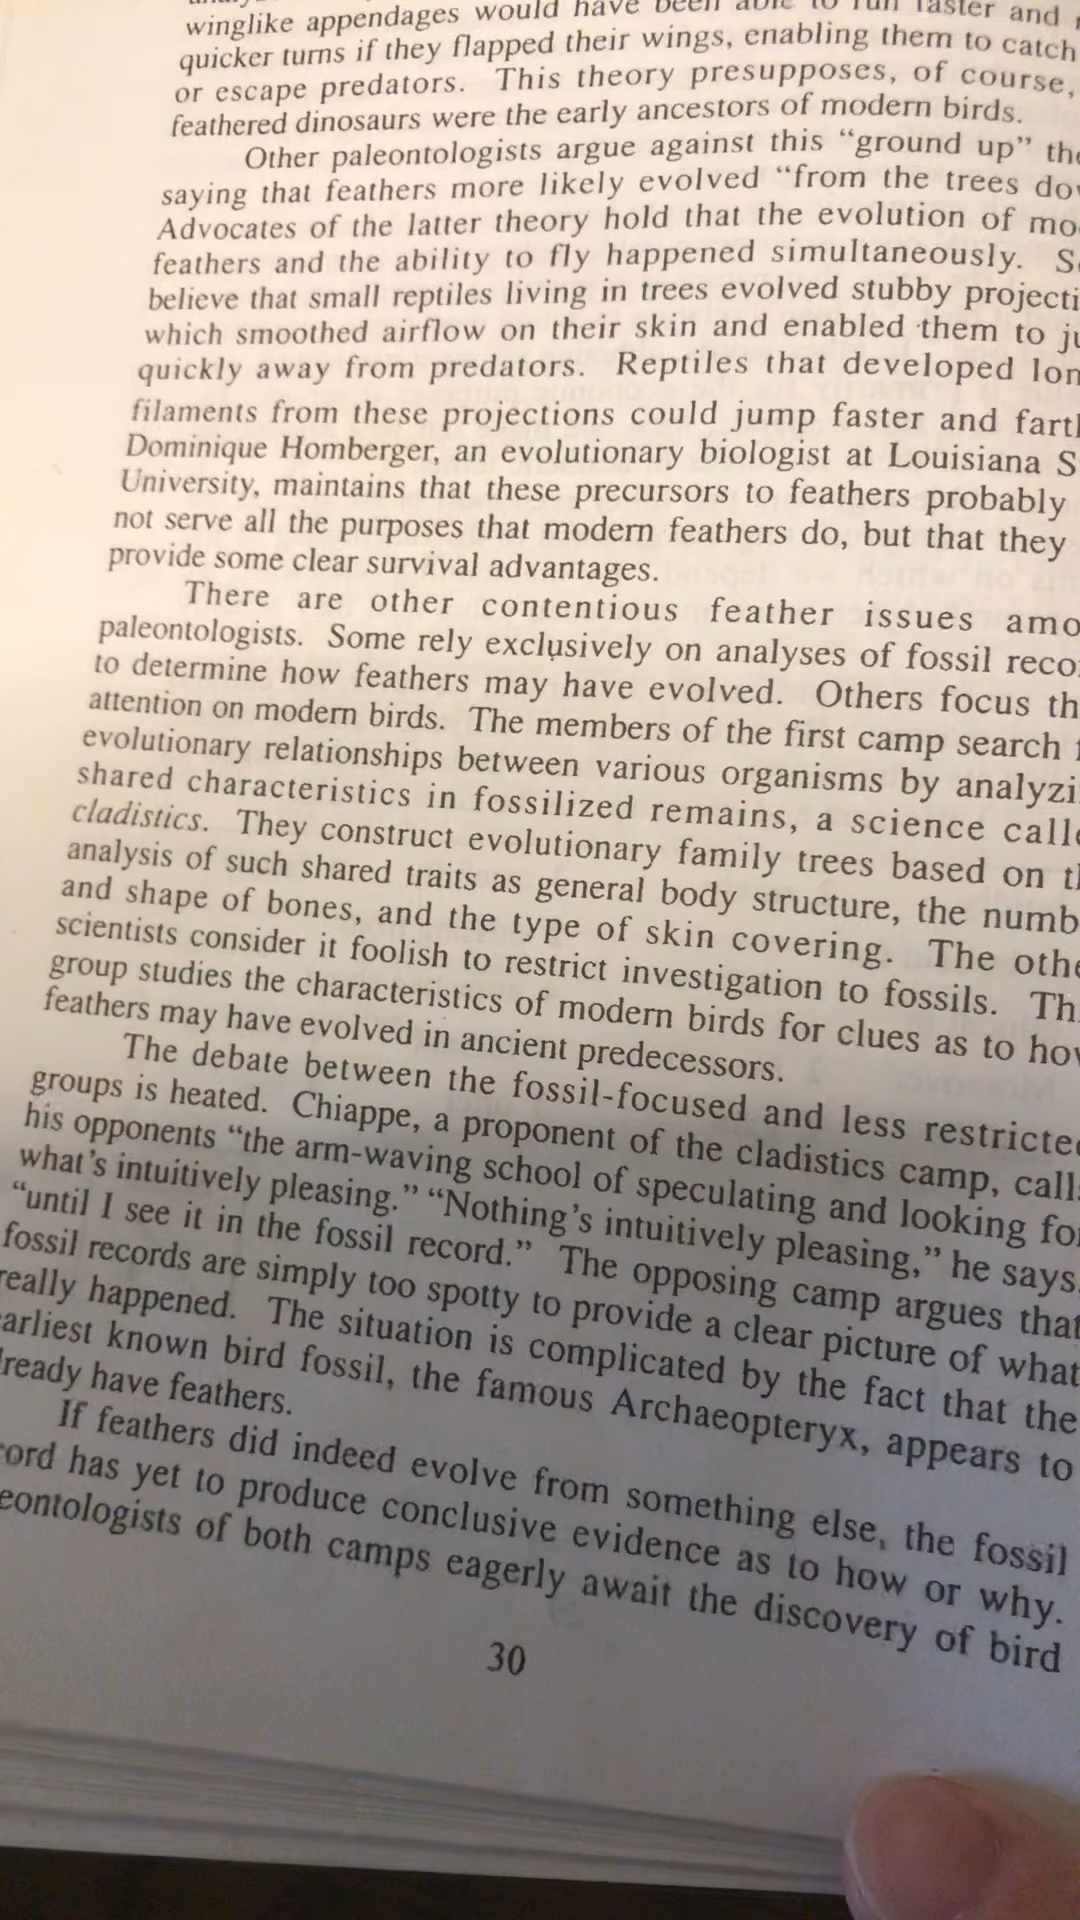 winglike appendages would have been able to run faster and
quicker turns if they flapped their wings, enabling them to catch
or escape predators. This theory presupposes, of course,
feathered dinosaurs were the early ancestors of modern birds.
Other paleontologists argue against this “ground up”
saying that feathers more likely evolved “from the trees
Advocates of the latter theory hold that the evolution of
feathers and the ability to fly happened simultaneously.
believe that small reptiles living in trees evolved stubby
which smoothed airflow on their skin and enabled them to
quickly away from predators. Reptiles that developed
filaments from these projections could jump faster and
Dominique Homberger, an evolutionary biologist at Louisiana
University, maintains that these precursors to feathers probably
not serve all the purposes that modern feathers do, but that they
provide some clear survival advantages.
There are other contentious feather issues
paleontologists. Some rely exclusively on analyses of fossil
to determine how feathers may have evolved. Others focus
attention on modern birds. The members of the first camp search
evolutionary relationships between various organisms by
shared characteristics in fossilized remains, a science
cladistics. They construct evolutionary family trees based on
analysis of such shared traits as general body structure, the
and shape of bones, and the type of skin covering. The
scientists consider it foolish to restrict investigation to fossils.
group studies the characteristics of modern birds for clues as to
feathers may have evolved in ancient predecessors.
The debate between the fossil-focused and less
groups is heated. Chiappe, a proponent of the cladistics camp,
his opponents “the arm-waving school of speculating and looking
what’s intuitively pleasing.” “Nothing’s intuitively pleasing,” he says.
“until I see it in the fossil record.” The opposing camp argues that
fossil records are simply too spotty to provide a clear picture of what
really happened. The situation is complicated by the fact that the
earliest known bird fossil, the famous Archaeopteryx, appears to
already have feathers.
If feathers did indeed evolve from something else, the fossil
has yet to produce conclusive evidence as to how or why.
of both camps eagerly await the discovery of bird
30